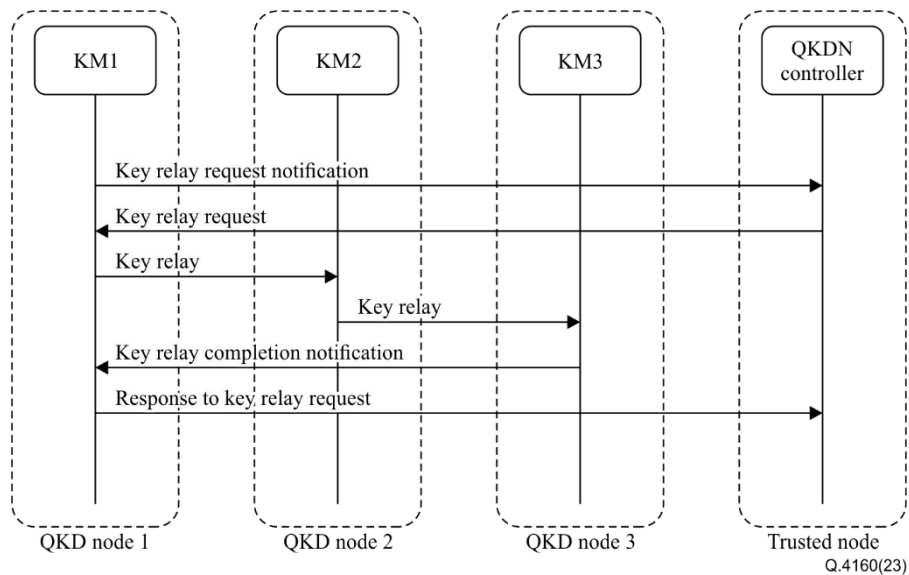 KM1
KM2
KM3
QKDN
controller
Key relay request notification
Key relay request
Key relay
Key relay
Key relay completion notification
Response to key relay request
QKD node 1
QKD node 2
QKD node 3
Trusted node
Q.4160(23)